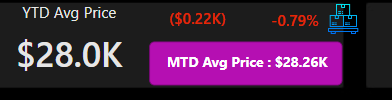 YTD Avg Price
($0.22K)
-0.79%
$28.0K
MTD Avg Price : $28.26K